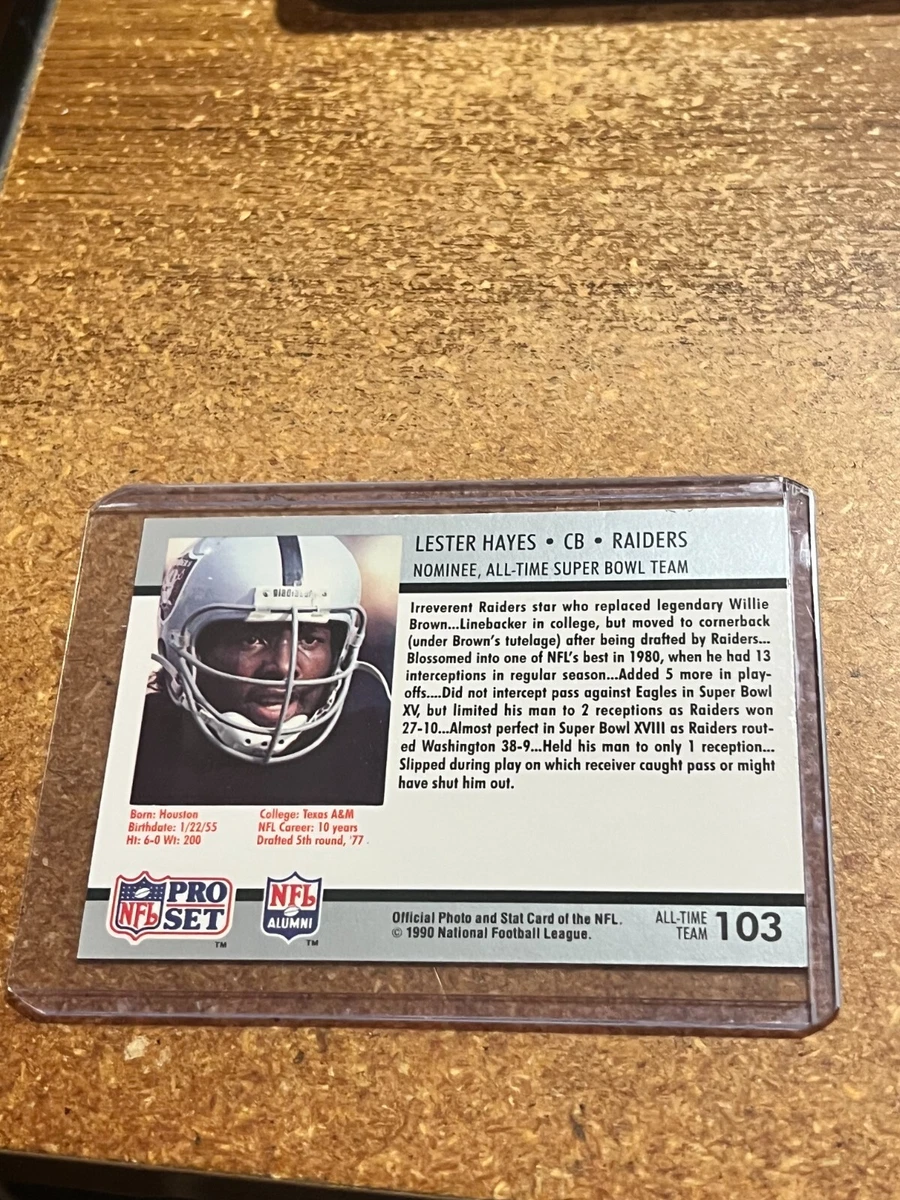 LESTER HAYES • CB • RAIDERS
NOMINEE, ALL-TIME SUPER BOWL TEAM
Irreverent Raiders star who replaced legendary Willie
Brown...Linebacker in college, but moved to cornerback
(under Brown's tutelage) after being drafted by Raiders...
Blossomed into one of NFL's best in 1980, when he had 13
interceptions in regular season...Added 5 more in play-
offs....Did not intercept pass against Eagles in Super Bowl
XV, but limited his man to 2 receptions as Raiders won
27-10...Almost perfect in Super Bowl XVIII as Raiders rout-
ed Washington 38-9...Held his man to only 1 reception...
Slipped during play on which receiver caught pass or might
have shut him out.
Born: Houston
Birthdate: 1/22/55
Ht: 6-0 Wt: 200
College: Texas A&M
NFL Career: 10 years
Drafted 5th round, '77
NFL PRO SET TM
NFL ALUMNI TM
Official Photo and Stat Card of the NFL.
© 1990 National Football League.
ALL-TIME
TEAM 103